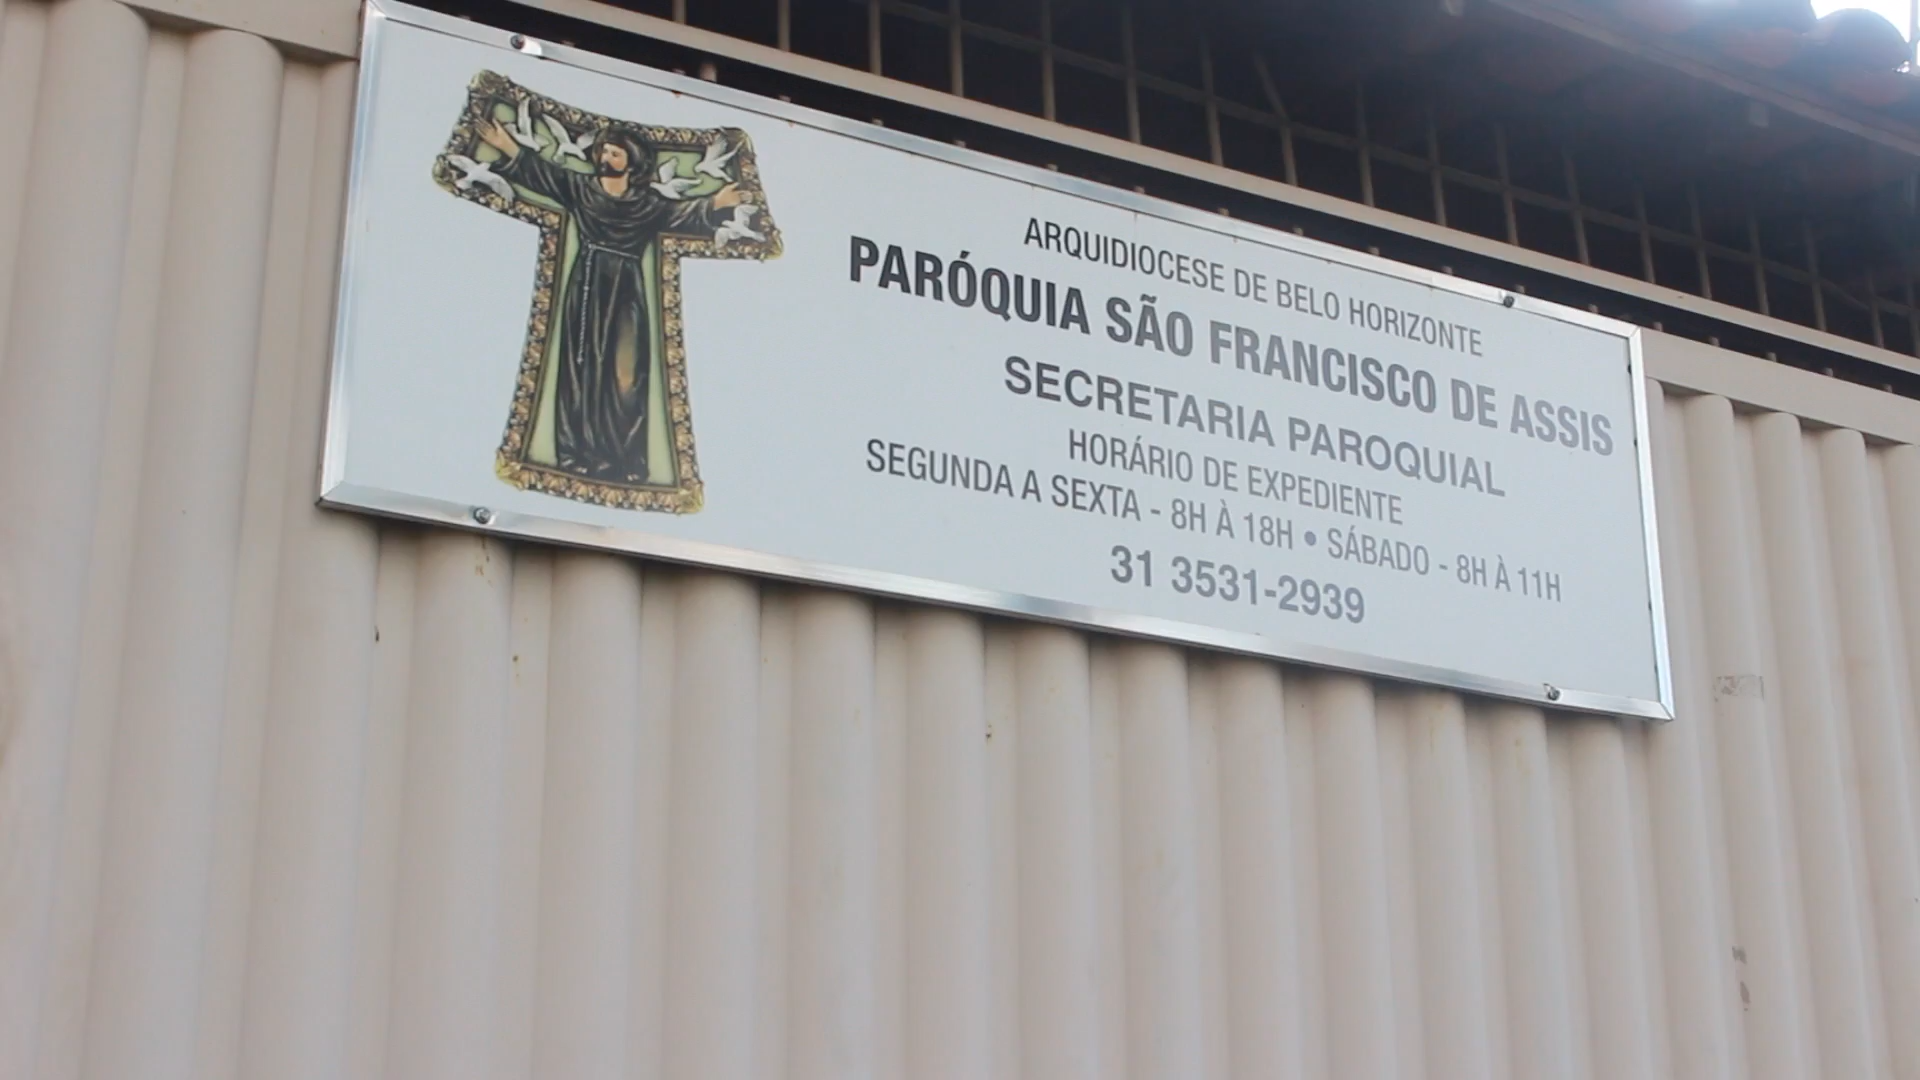 ARQUIDIOCESE DE BELO HORIZONTE
PARÓQUIA SÃO FRANCISCO DE ASSIS
SECRETARIA PAROQUIAL
HORÁRIO DE EXPEDIENTE
SEGUNDA A SEXTA - 8H À 18H • SÁBADO - 8H À 11H
31 3531-2939